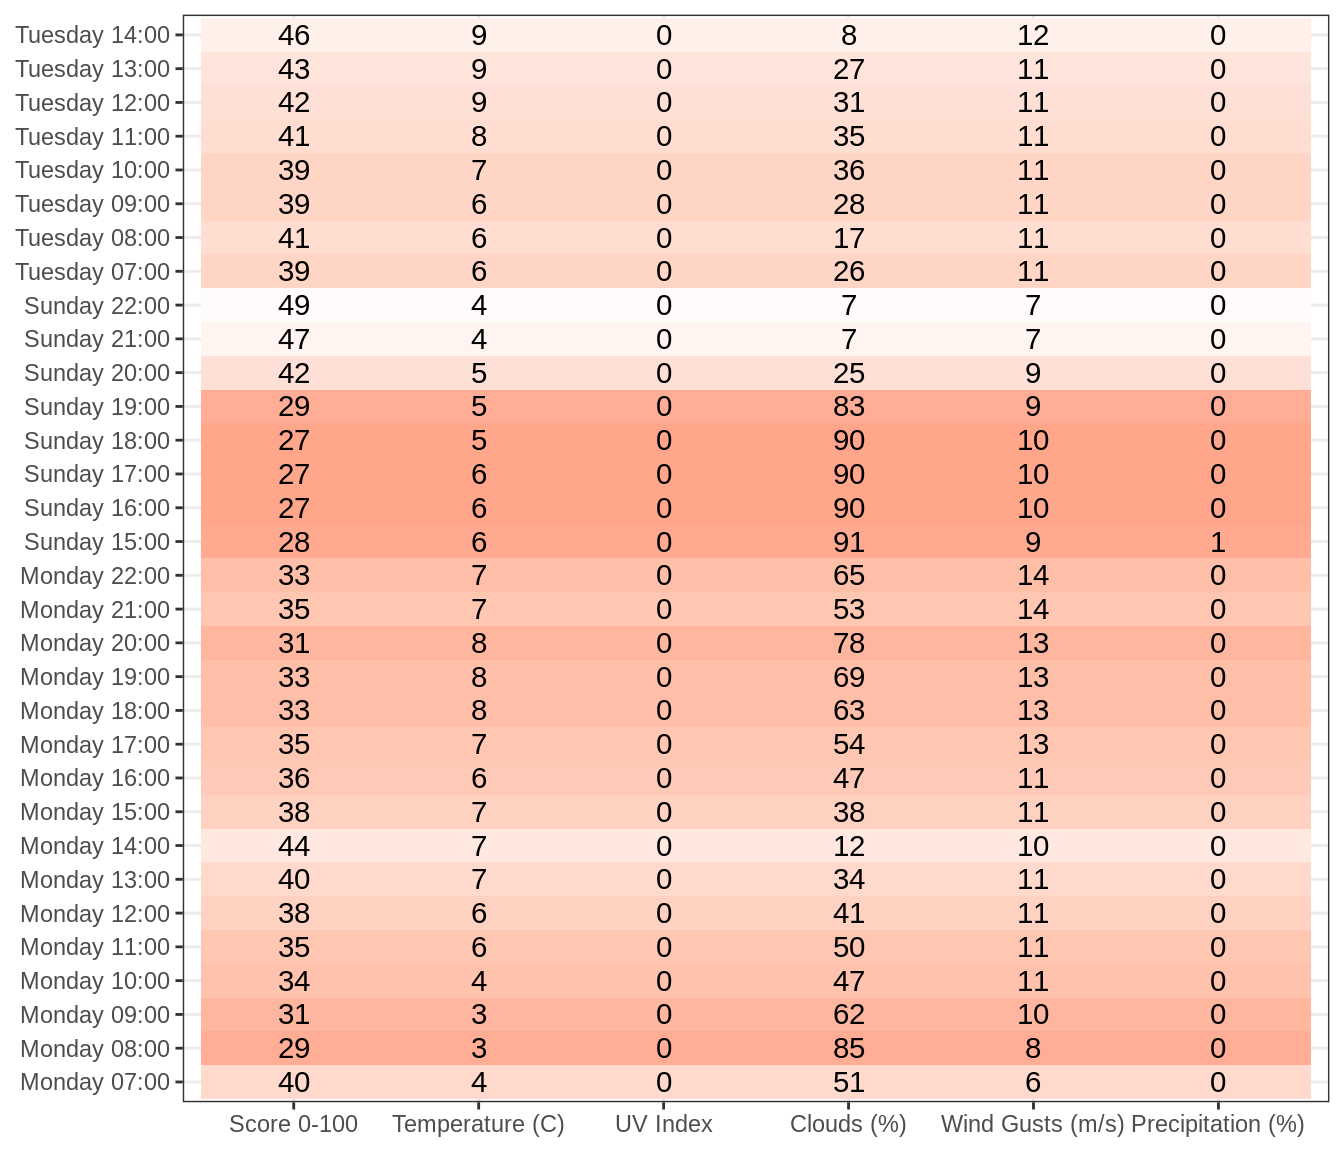 Tuesday 14:00 46 9 0 8 12 0
Tuesday 13:00 43 9 0 27 11 0
Tuesday 12:00 42 9 0 31 11 0
Tuesday 11:00 41 8 0 35 11 0
Tuesday 10:00 39 7 0 36 11 0
Tuesday 09:00 39 6 0 28 11 0
Tuesday 08:00 41 6 0 17 11 0
Tuesday 07:00 39 6 0 26 11 0
Sunday 22:00 49 4 0 7 7 0
Sunday 21:00 47 4 0 7 7 0
Sunday 20:00 42 5 0 25 9 0
Sunday 19:00 29 5 0 83 9 0
Sunday 18:00 27 5 0 90 10 0
Sunday 17:00 27 6 0 90 10 0
Sunday 16:00 27 6 0 90 10 0
Sunday 15:00 28 6 0 91 9 1
Monday 22:00 33 7 0 65 14 0
Monday 21:00 35 7 0 53 14 0
Monday 20:00 31 8 0 78 13 0
Monday 19:00 33 8 0 69 13 0
Monday 18:00 33 8 0 63 13 0
Monday 17:00 35 7 0 54 13 0
Monday 16:00 36 6 0 47 11 0
Monday 15:00 38 7 0 38 11 0
Monday 14:00 44 7 0 12 10 0
Monday 13:00 40 7 0 34 11 0
Monday 12:00 38 6 0 41 11 0
Monday 11:00 35 6 0 50 11 0
Monday 10:00 34 4 0 47 11 0
Monday 09:00 31 3 0 62 10 0
Monday 08:00 29 3 0 85 8 0
Monday 07:00 40 4 0 51 6 0
Score 0-100 Temperature (C) UV Index Clouds (%) Wind Gusts (m/s) Precipitation (%)